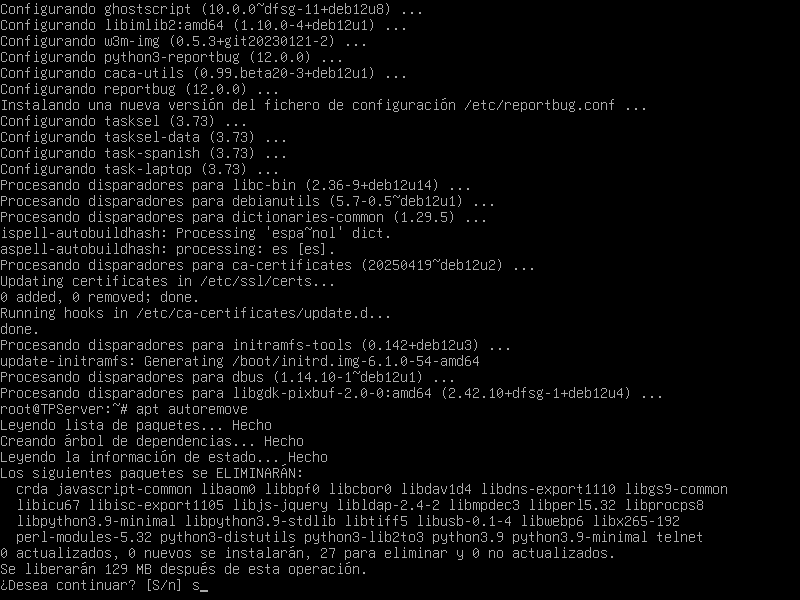 Configurando ghostscript (10.0.0~dfsg-11+deb12u8) ...
Configurando libimlib2:amd64 (1.10.0-4+deb12u1) ...
Configurando w3m-img (0.5.3+git20230121-2) ...
Configurando python3-reportbug (12.0.0) ...
Configurando caca-utils (0.99.beta20-3+deb12u1) ...
Configurando reportbug (12.0.0) ...
Instalando una nueva versión del fichero de configuración /etc/reportbug.conf ...
Configurando tasksel (3.73) ...
Configurando tasksel-data (3.73) ...
Configurando task-spanish (3.73) ...
Configurando task-laptop (3.73) ...
Procesando disparadores para libc-bin (2.36-9+deb12u14) ...
Procesando disparadores para debianutils (5.7-0.5~deb12u1) ...
Procesando disparadores para dictionaries-common (1.29.5) ...
ispell-autobuildhash: Processing 'espa~nol' dict.
aspell-autobuildhash: processing: es [es].
Procesando disparadores para ca-certificates (20250419~deb12u2) ...
Updating certificates in /etc/ssl/certs...
0 added, 0 removed; done.
Running hooks in /etc/ca-certificates/update.d...
done.
Procesando disparadores para initramfs-tools (0.142+deb12u3) ...
update-initramfs: Generating /boot/initrd.img-6.1.0-54-amd64
Procesando disparadores para dbus (1.14.10-1~deb12u1) ...
Procesando disparadores para libgdk-pixbuf-2.0-0:amd64 (2.42.10+dfsg-1+deb12u4) ...
root@TPServer:~# apt autoremove
Leyendo lista de paquetes... Hecho
Creando árbol de dependencias... Hecho
Leyendo la información de estado... Hecho
Los siguientes paquetes se ELIMINARÁN:
  crda javascript-common libaom0 libbpf0 libcbor0 libdav1d4 libdns-export1110 libgs9-common
  libicu67 libisc-export1105 libjs-jquery libldap-2.4-2 libmpdec3 libperl5.32 libprocps8
  libpython3.9-minimal libpython3.9-stdlib libtiff5 libusb-0.1-4 libwebp6 libx265-192
  perl-modules-5.32 python3-distutils python3-lib2to3 python3.9 python3.9-minimal telnet
0 actualizados, 0 nuevos se instalarán, 27 para eliminar y 0 no actualizados.
Se liberarán 129 MB después de esta operación.
¿Desea continuar? [S/n] s_